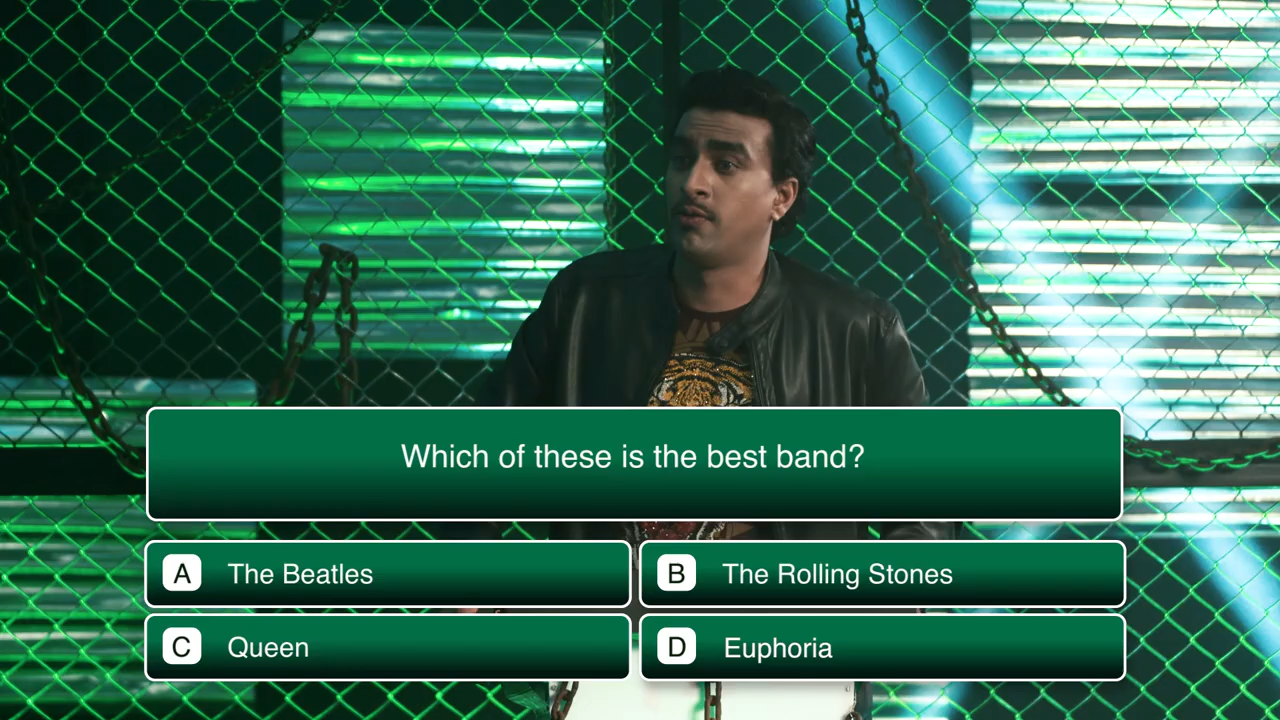 Which of these is the best band?
A The Beatles
B The Rolling Stones
C Queen
D Euphoria